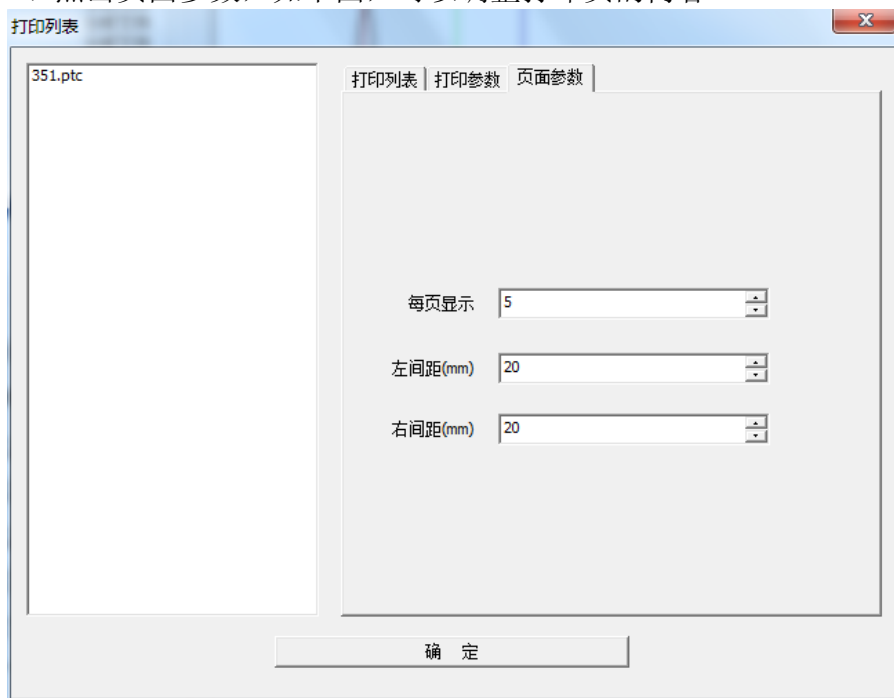 打印列表
351.ptc
打印列表 打印参数 页面参数
每页显示 5
左间距(mm) 20
右间距(mm) 20
确 定